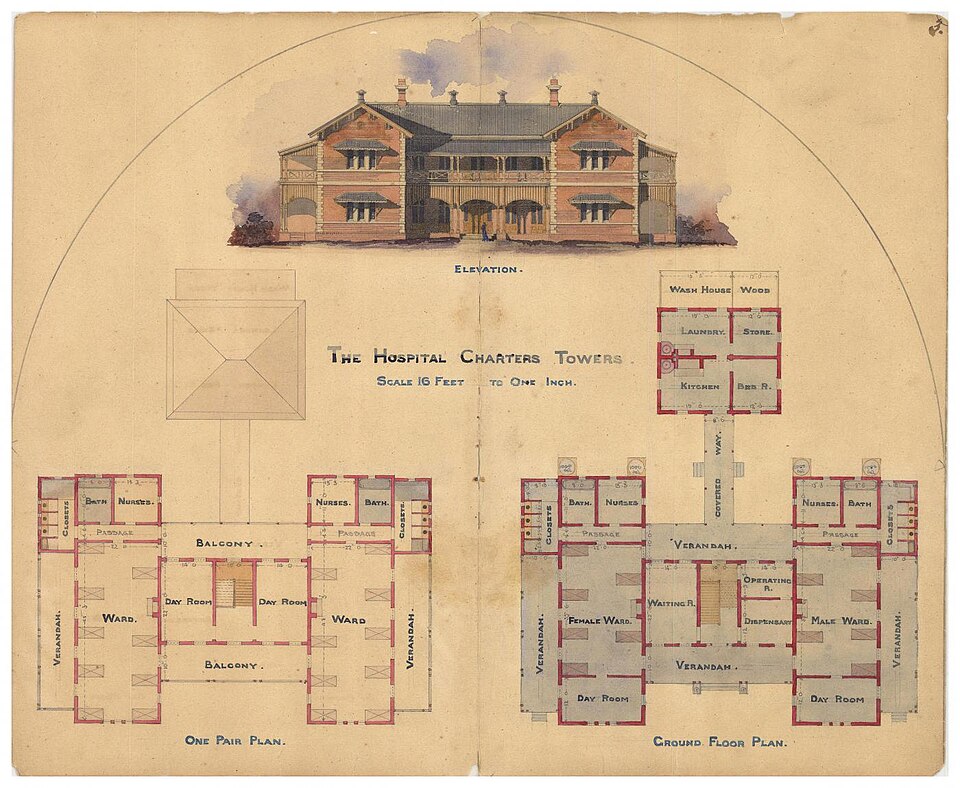 ELEVATION.
THE HOSPITAL CHARTERS TOWERS.
SCALE 16 FEET TO ONE INCH.
WASH HOUSE
WOOD
LAUNDRY.
STORE.
KITCHEN
BED R.
COVERED WAY.
CLOSETS
BATH
NURSES.
PASSAGE
BALCONY.
VERANDAH.
WARD.
DAY ROOM
DAY ROOM
BALCONY.
NURSES.
BATH.
CLOSETS
PASSAGE
WARD
VERANDAH.
ONE PAIR PLAN.
CLOSETS
BATH.
NURSES
PASSAGE
VERANDAH.
VERANDAH.
FEMALE WARD.
WAITING R.
OPERATING
R.
DISPENSARY
VERANDAH.
DAY ROOM
NURSES.
BATH
CLOSETS
PASSAGE
MALE WARD.
VERANDAH.
DAY ROOM
GROUND FLOOR PLAN.